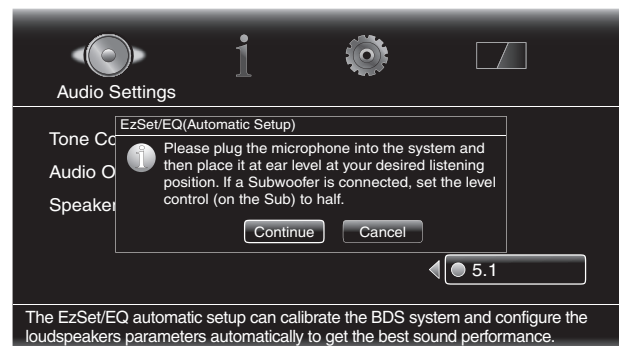 Audio Settings
EzSet/EQ(Automatic Setup)
Tone Co
Please plug the microphone into the system and
then place it at ear level at your desired listening
Audio O
position. If a Subwoofer is connected, set the level
control (on the Sub) to half.
Speaker
Continue Cancel
5.1
The EzSet/EQ automatic setup can calibrate the BDS system and configure the
loudspeakers parameters automatically to get the best sound performance.